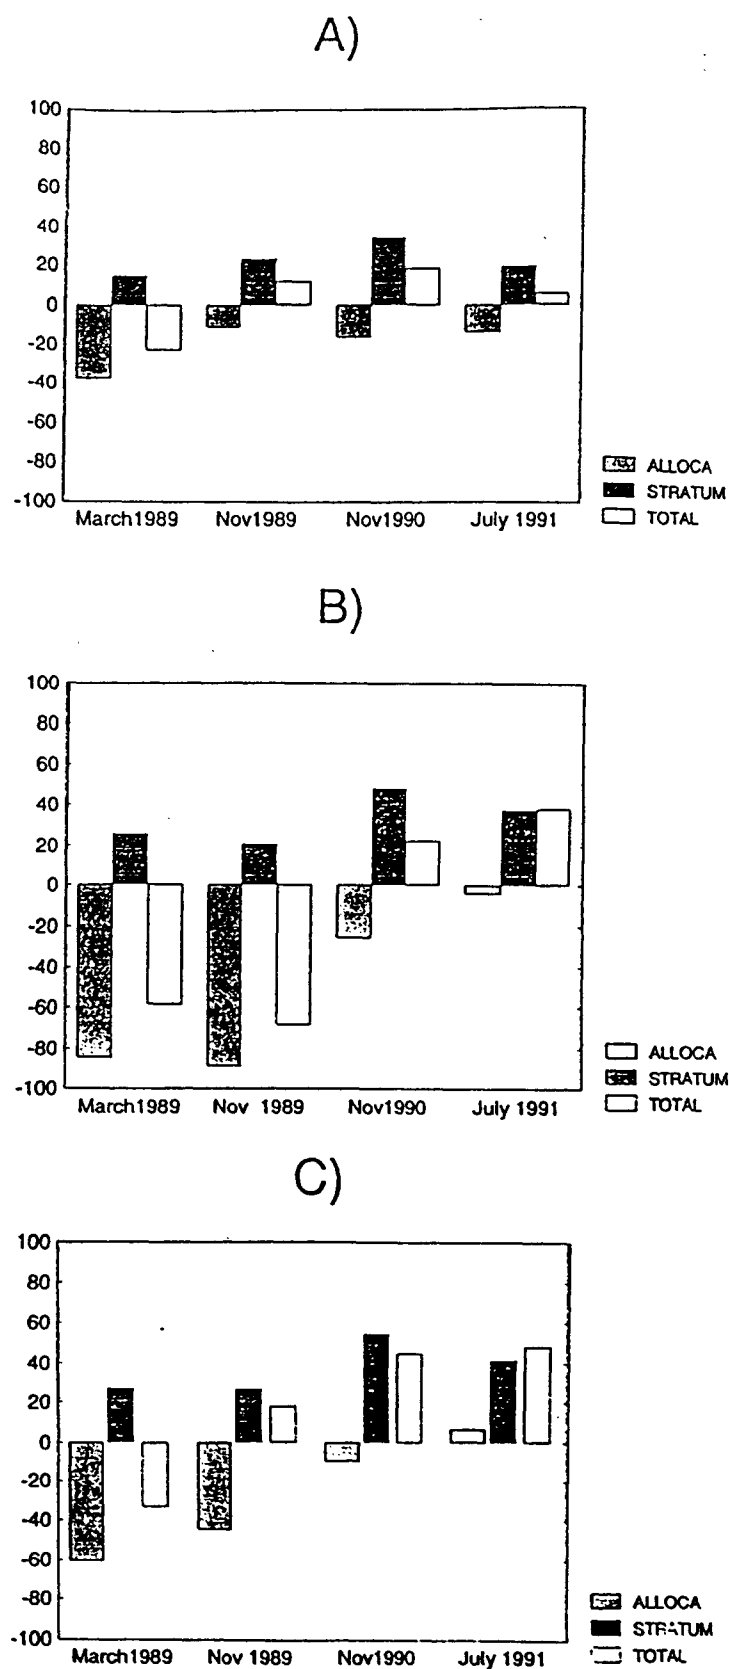 A)
100
80
60
40
20
0
-20
-40
-60
-80
-100
March1989 Nov1989 Nov1990 July 1991
ALLOCA
STRATUM
TOTAL
B)
100
80
60
40
20
0
-20
-40
-60
-80
-100
March1989 Nov 1989 Nov1990 July 1991
ALLOCA
STRATUM
TOTAL
C)
100
80
60
40
20
0
-20
-40
-60
-80
-100
March1989 Nov 1989 Nov1990 July 1991
ALLOCA
STRATUM
TOTAL